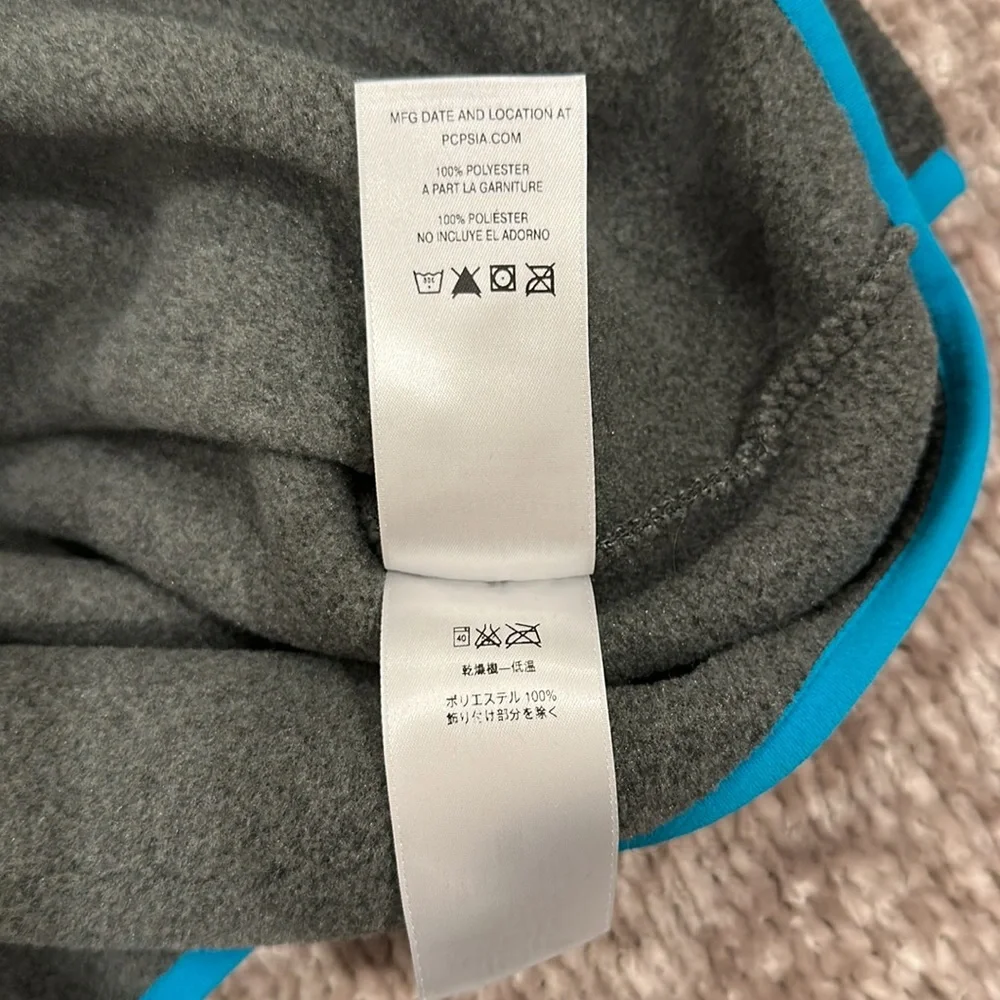 MFG DATE AND LOCATION AT
PCPSIA.COM
100% POLYESTER
A PART LA GARNITURE
100% POLIÉSTER
NO INCLUYE EL ADORNO
40
乾燥機—低温
ポリエステル 100%
飾り付け部分を除く